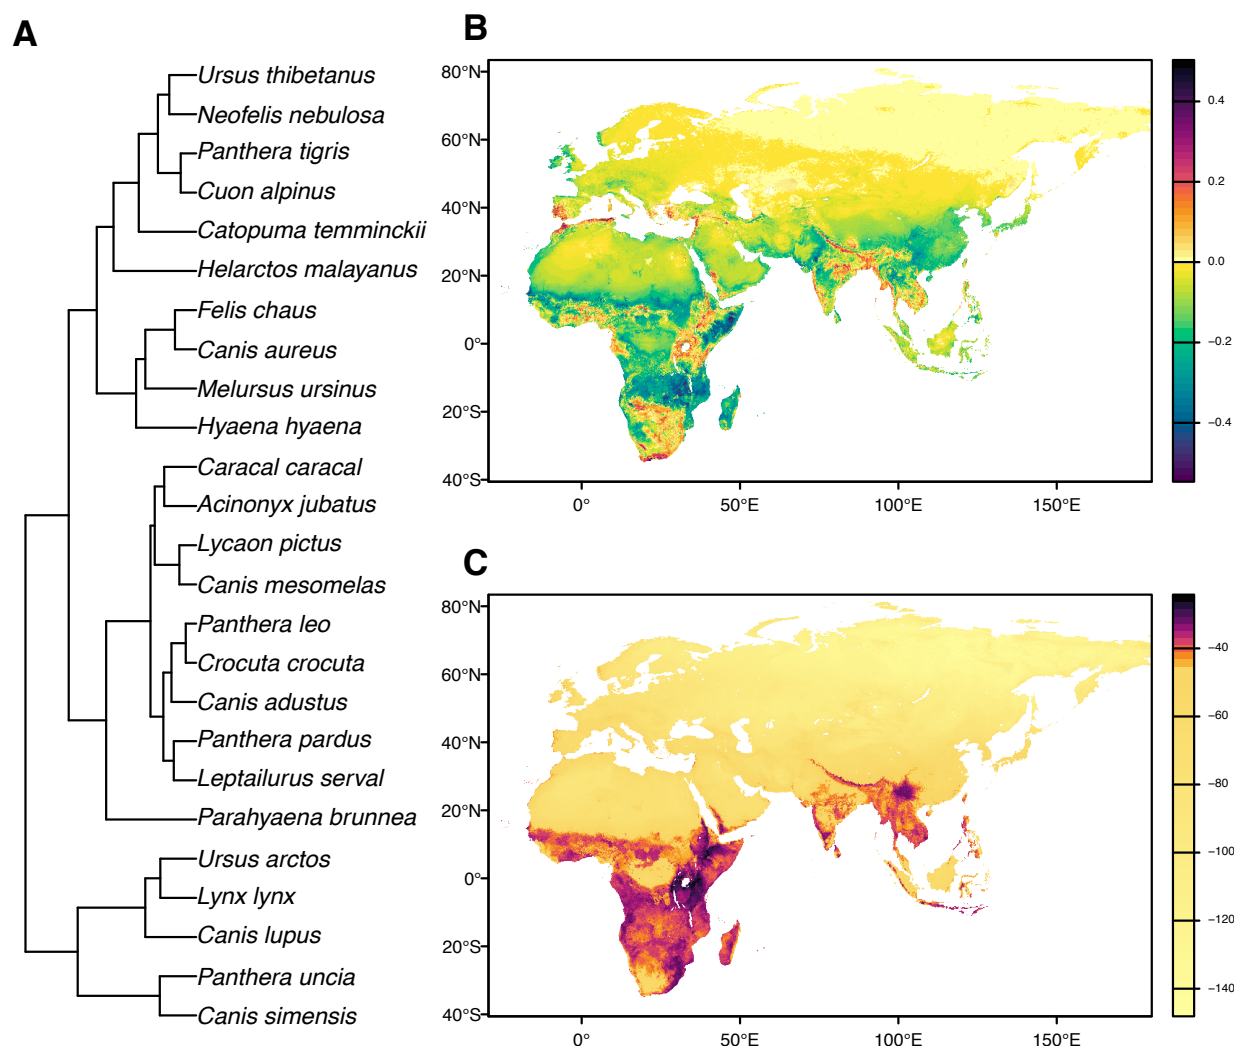 A
Ursus thibetanus
Neofelis nebulosa
Panthera tigris
Cuon alpinus
Catopuma temminckii
Helarctos malayanus
Felis chaus
Canis aureus
Melursus ursinus
Hyaena hyaena
Caracal caracal
Acinonyx jubatus
Lycaon pictus
Canis mesomelas
Panthera leo
Crocuta crocuta
Canis adustus
Panthera pardus
Leptailurus serval
Parahyaena brunnea
Ursus arctos
Lynx lynx
Canis lupus
Panthera uncia
Canis simensis
B
80°N
60°N
40°N
20°N
0°
20°S
40°S
0° 50°E 100°E 150°E
0.4
0.2
0.0
−0.2
−0.4
C
80°N
60°N
40°N
20°N
0°
20°S
40°S
0° 50°E 100°E 150°E
−40
−60
−80
−100
−120
−140